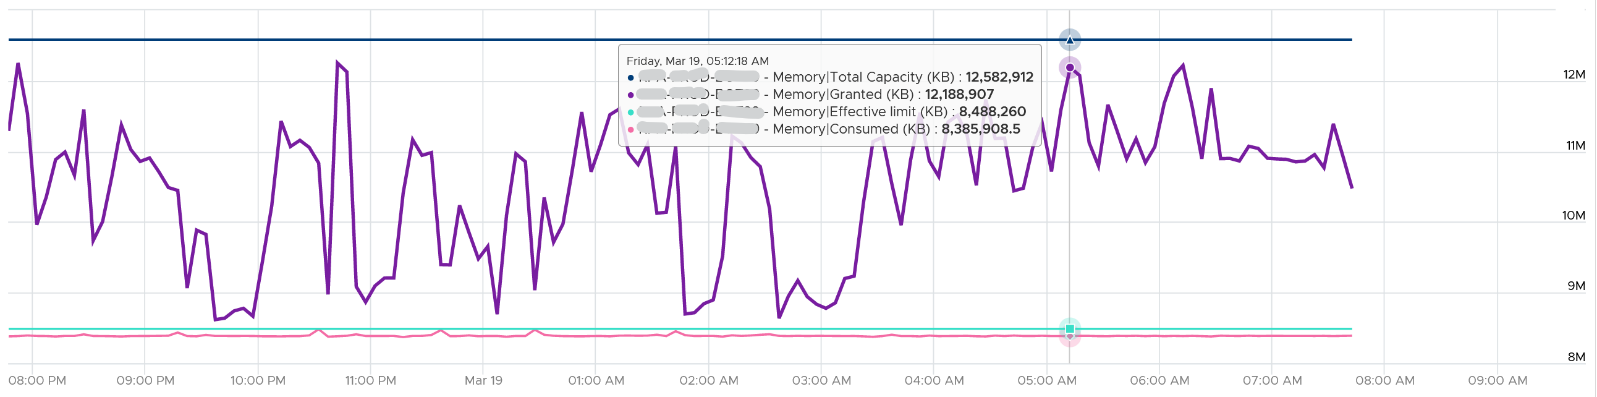 Friday, Mar 19, 05:12:18 AM
- Memory|Total Capacity (KB) : 12,582,912
- Memory|Granted (KB) : 12,188,907
- Memory|Effective limit (KB) : 8,488,260
- Memory|Consumed (KB) : 8,385,908.5
12M
11M
10M
9M
8M
08:00 PM 09:00 PM 10:00 PM 11:00 PM Mar 19 01:00 AM 02:00 AM 03:00 AM 04:00 AM 05:00 AM 06:00 AM 07:00 AM 08:00 AM 09:00 AM